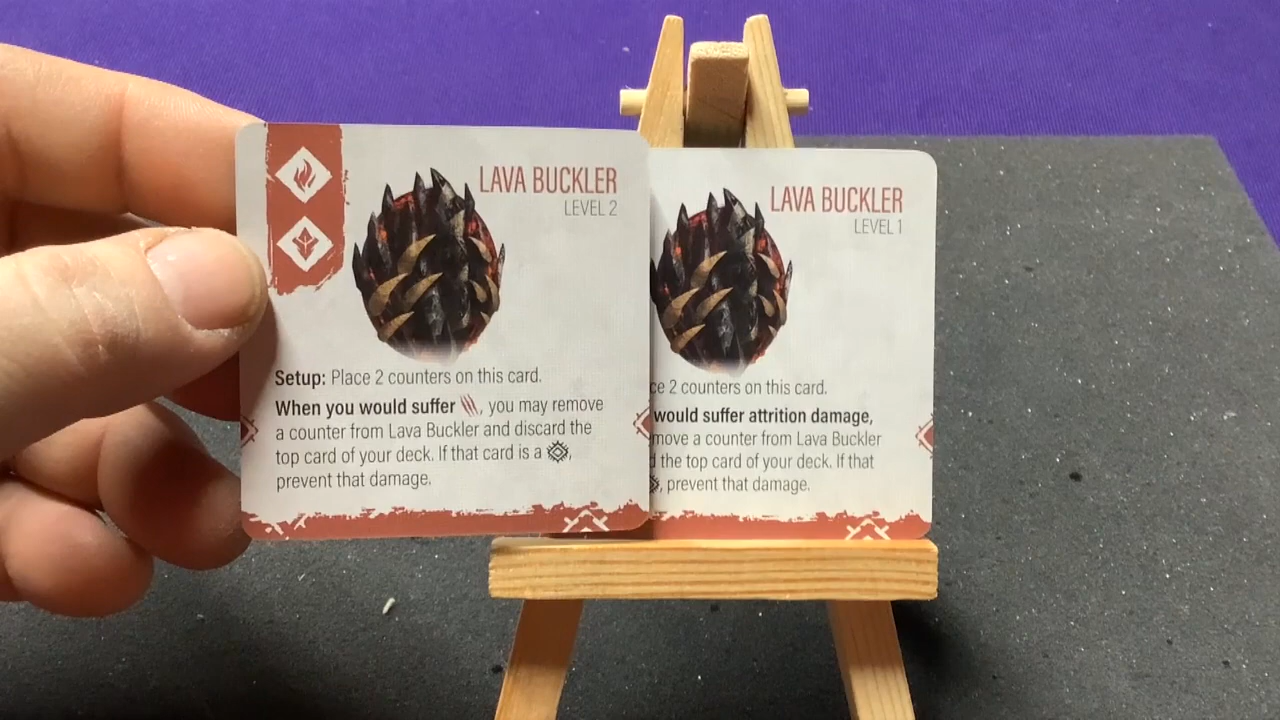 LAVA BUCKLER
LEVEL 2
Setup: Place 2 counters on this card.
When you would suffer , you may remove
a counter from Lava Buckler and discard the
top card of your deck. If that card is a ,
prevent that damage.
LAVA BUCKLER
LEVEL 1
ce 2 counters on this card.
would suffer attrition damage,
move a counter from Lava Buckler
the top card of your deck. If that
, prevent that damage.